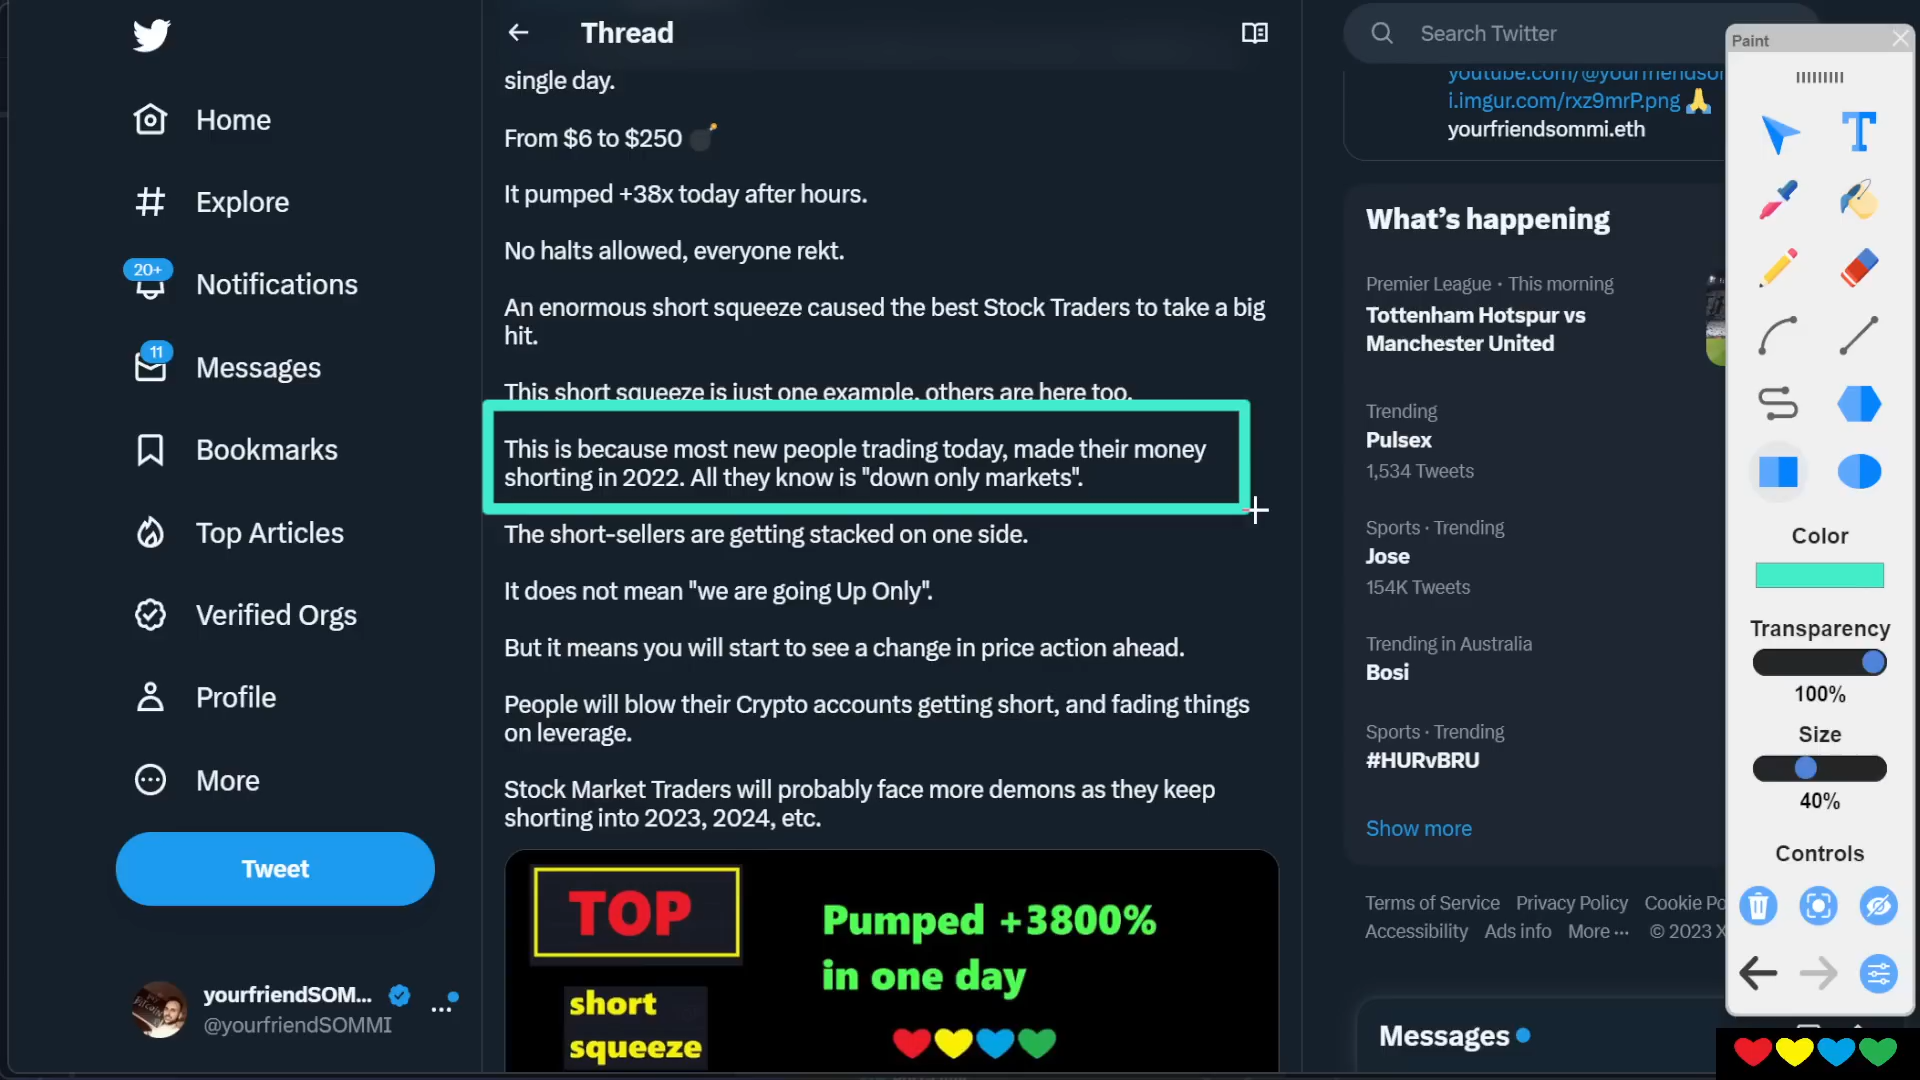 Home
Explore
20+
Notifications
11
Messages
Bookmarks
Top Articles
Verified Orgs
Profile
More
Tweet
yourfriendSOM...
@yourfriendSOMMI
Thread
single day.
From $6 to $250
It pumped +38x today after hours.
No halts allowed, everyone rekt.
An enormous short squeeze caused the best Stock Traders to take a big
hit.
This short squeeze is just one example, others are here too.
This is because most new people trading today, made their money
shorting in 2022. All they know is "down only markets".
The short-sellers are getting stacked on one side.
It does not mean "we are going Up Only".
But it means you will start to see a change in price action ahead.
People will blow their Crypto accounts getting short, and fading things
on leverage.
Stock Market Traders will probably face more demons as they keep
shorting into 2023, 2024, etc.
TOP
short
squeeze
Pumped +3800%
in one day
Search Twitter
youtube.com/@yourfriendsom
i.imgur.com/rxz9mrP.png
yourfriendsommi.eth
What's happening
Premier League · This morning
Tottenham Hotspur vs
Manchester United
Trending
Pulsex
1,534 Tweets
Sports · Trending
Jose
154K Tweets
Trending in Australia
Bosi
Sports · Trending
#HURvBRU
Show more
Terms of Service Privacy Policy Cookie Po
Accessibility Ads info More ··· © 2023 X
Messages
Paint
Color
Transparency
100%
Size
40%
Controls